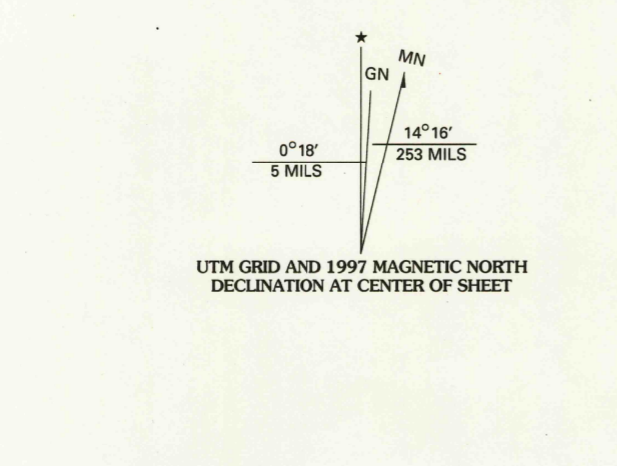 ★
MN
GN
14°16′
253 MILS
0°18′
5 MILS
UTM GRID AND 1997 MAGNETIC NORTH
DECLINATION AT CENTER OF SHEET